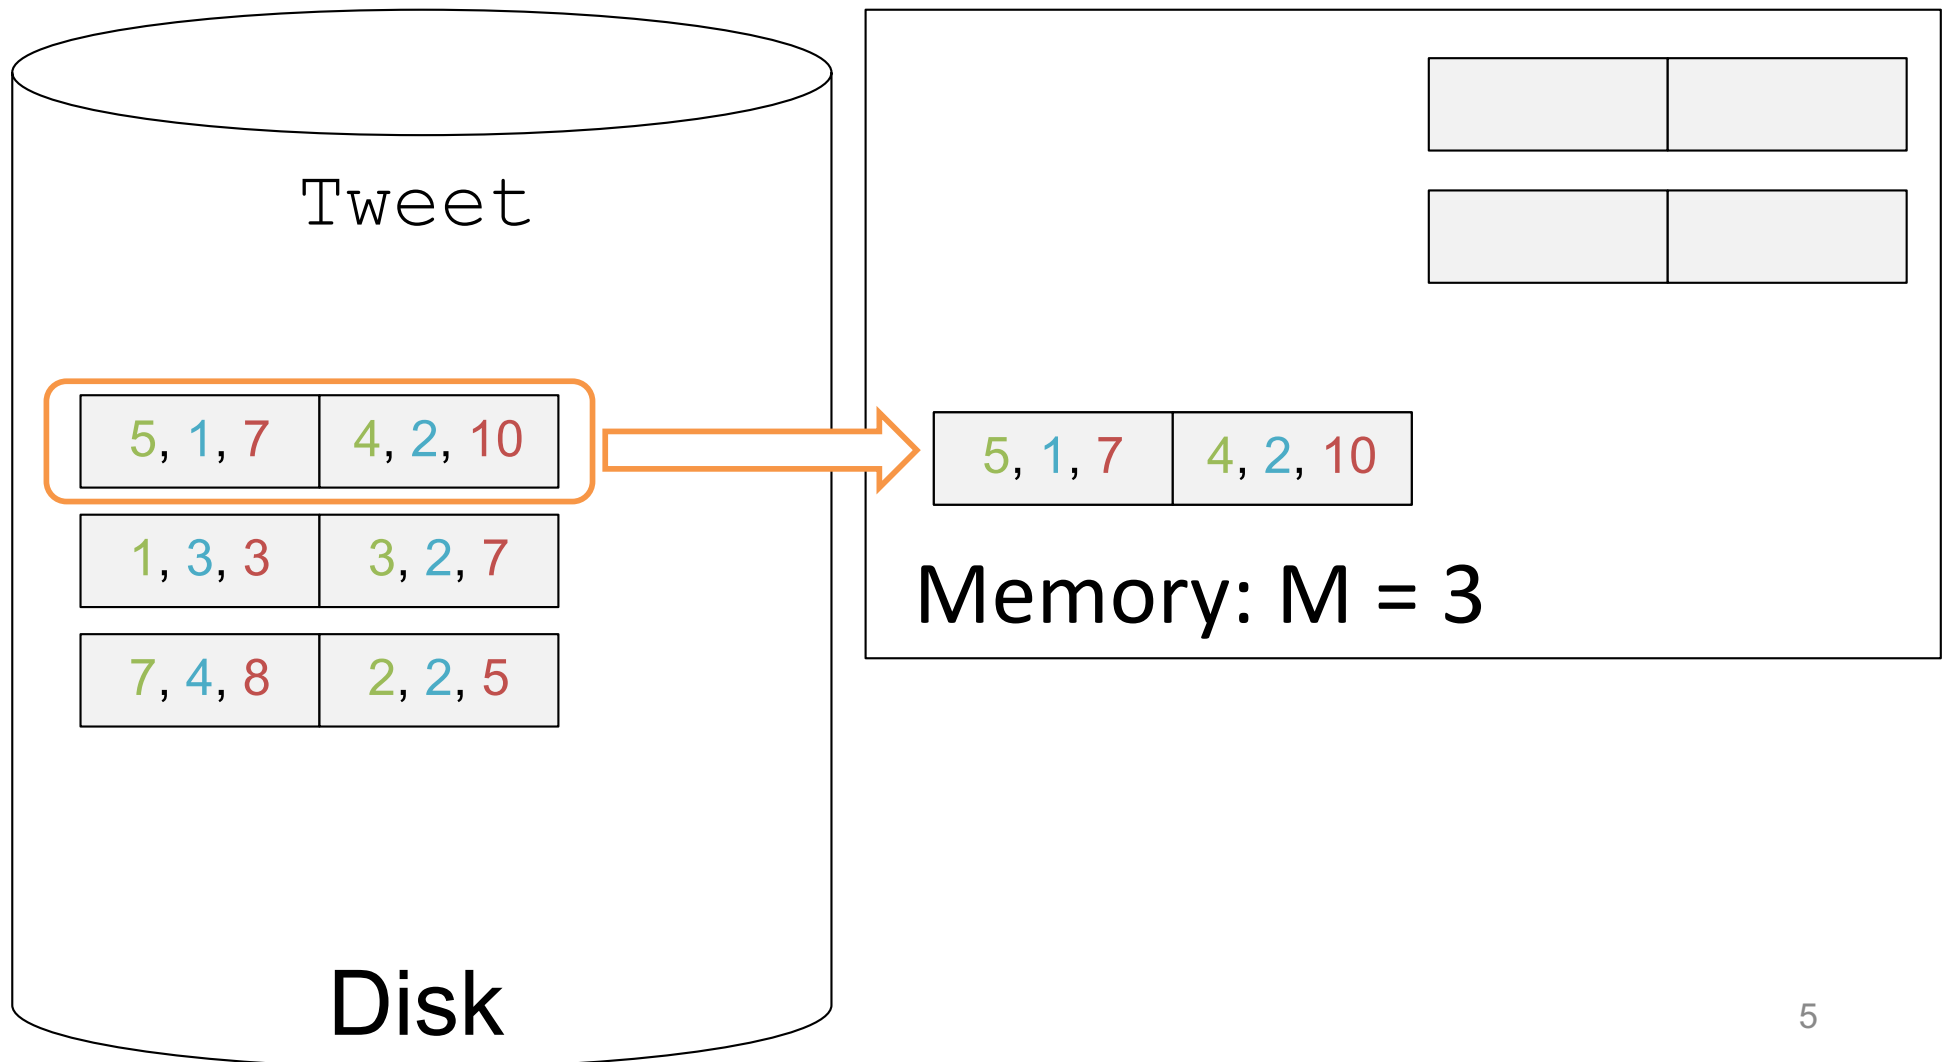 Tweet
5, 1, 7 4, 2, 10
1, 3, 3 3, 2, 7
7, 4, 8 2, 2, 5
Disk
5, 1, 7 4, 2, 10
Memory: M = 3
5